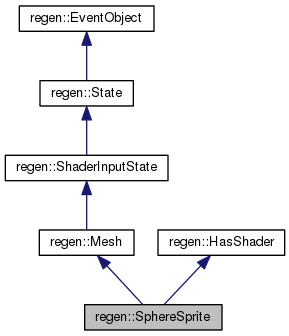 regen::EventObject
regen::State
regen::ShaderInputState
regen::Mesh
regen::HasShader
regen::SphereSprite